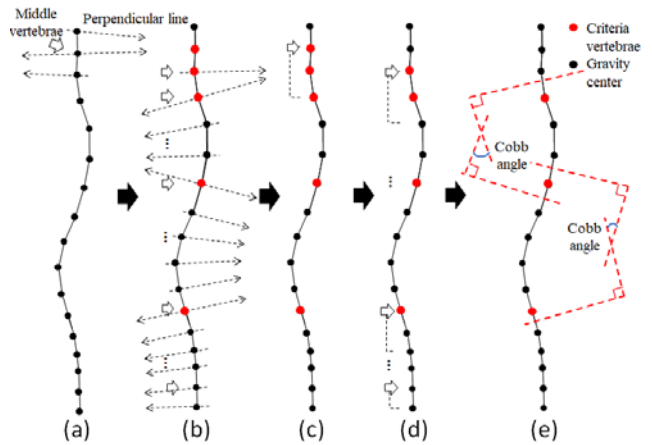 Middle
vertebrae
Perpendicular line
Criteria
vertebrae
Gravity
center
Cobb
angle
Cobb
angle
(a) (b) (c) (d) (e)